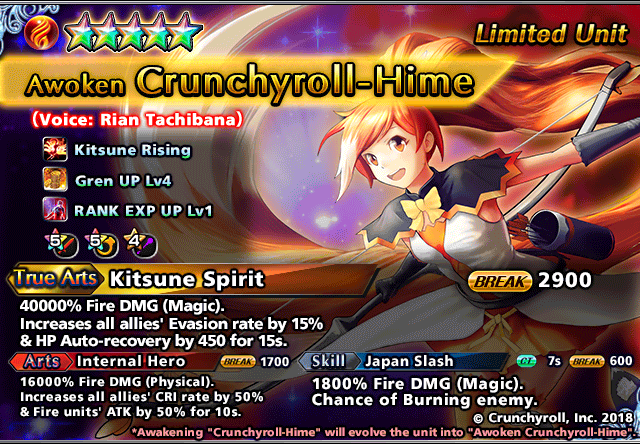 Limited Unit
Awoken Crunchyroll-Hime
(Voice: Rian Tachibana)
Kitsune Rising
Gren UP Lv4
RANK EXP UP Lv1
5 5 4
True Arts Kitsune Spirit BREAK 2900
40000% Fire DMG (Magic).
Increases all allies' Evasion rate by 15%
& HP Auto-recovery by 450 for 15s.
Arts Internal Hero BREAK 1700
16000% Fire DMG (Physical).
Increases all allies' CRI rate by 50%
& Fire units' ATK by 50% for 10s.
Skill Japan Slash CT 7s BREAK 600
1800% Fire DMG (Magic).
Chance of Burning enemy.
© Crunchyroll, Inc. 2018
*Awakening "Crunchyroll-Hime" will evolve the unit into "Awoken Crunchyroll-Hime".